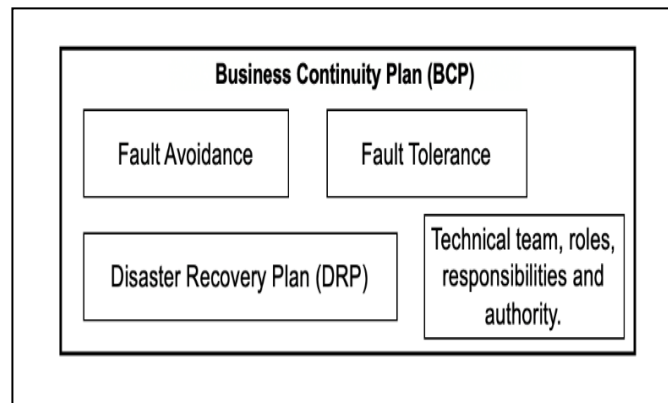 Business Continuity Plan (BCP)
Fault Avoidance
Fault Tolerance
Disaster Recovery Plan (DRP)
Technical team, roles,
responsibilities and
authority.